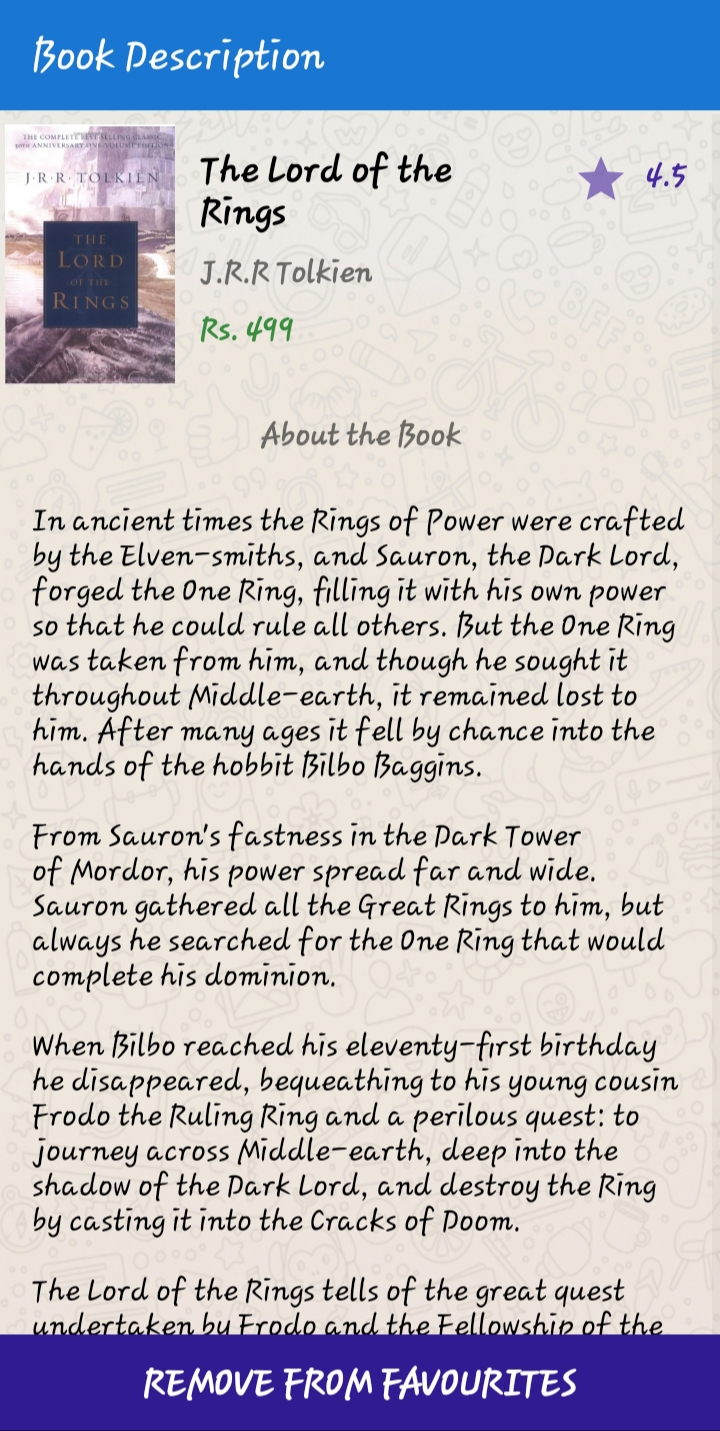 Book Description
THE COMPLETE BEST-SELLING CLASSIC
50TH ANNIVERSARY ONE-VOLUME EDITION
J·R·R·TOLKIEN
THE
LORD
OF THE
RINGS
The Lord of the
Rings
4.5
J.R.R Tolkien
Rs. 499
About the Book
In ancient times the Rings of Power were crafted
by the Elven-smiths, and Sauron, the Dark Lord,
forged the One Ring, filling it with his own power
so that he could rule all others. But the One Ring
was taken from him, and though he sought it
throughout Middle-earth, it remained lost to
him. After many ages it fell by chance into the
hands of the hobbit Bilbo Baggins.
From Sauron's fastness in the Dark Tower
of Mordor, his power spread far and wide.
Sauron gathered all the Great Rings to him, but
always he searched for the One Ring that would
complete his dominion.
When Bilbo reached his eleventy-first birthday
he disappeared, bequeathing to his young cousin
Frodo the Ruling Ring and a perilous quest: to
journey across Middle-earth, deep into the
shadow of the Dark Lord, and destroy the Ring
by casting it into the Cracks of Doom.
The Lord of the Rings tells of the great quest
undertaken by Frodo and the Fellowship of the
REMOVE FROM FAVOURITES